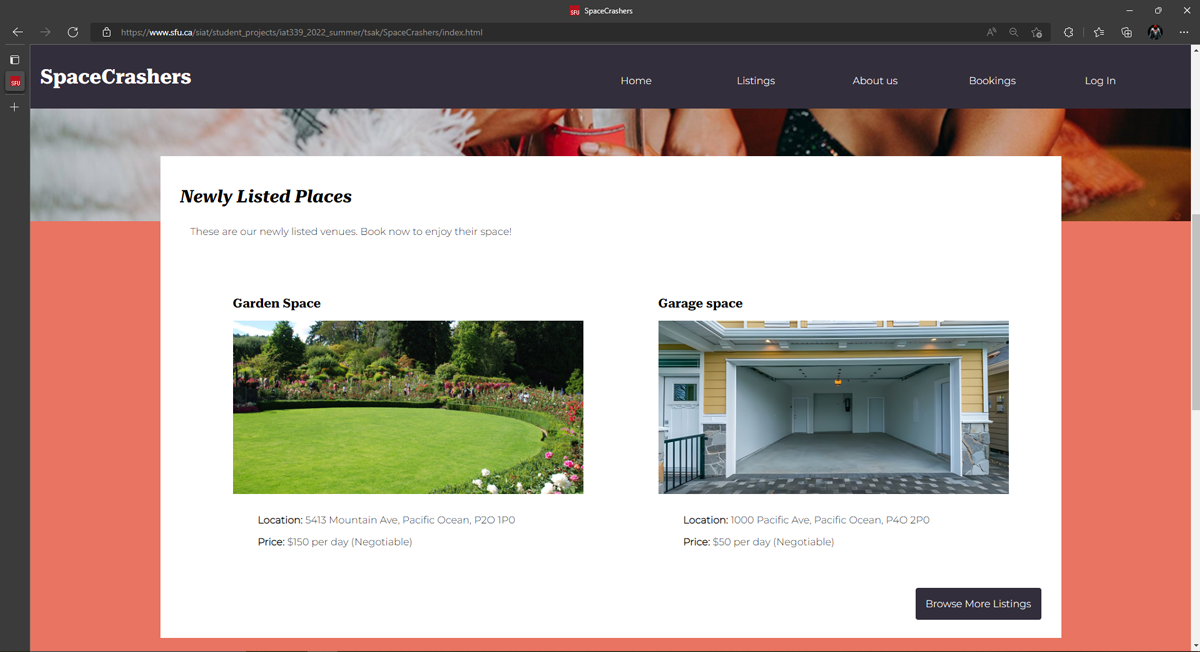 SFU SpaceCrashers
https://www.sfu.ca/siat/student_projects/iat339_2022_summer/tsak/SpaceCrashers/index.html
SFU
SpaceCrashers
Home
Listings
About us
Bookings
Log In
Newly Listed Places
These are our newly listed venues. Book now to enjoy their space!
Garden Space
Location: 5413 Mountain Ave, Pacific Ocean, P2O 1P0
Price: $150 per day (Negotiable)
Garage space
Location: 1000 Pacific Ave, Pacific Ocean, P4O 2P0
Price: $50 per day (Negotiable)
Browse More Listings